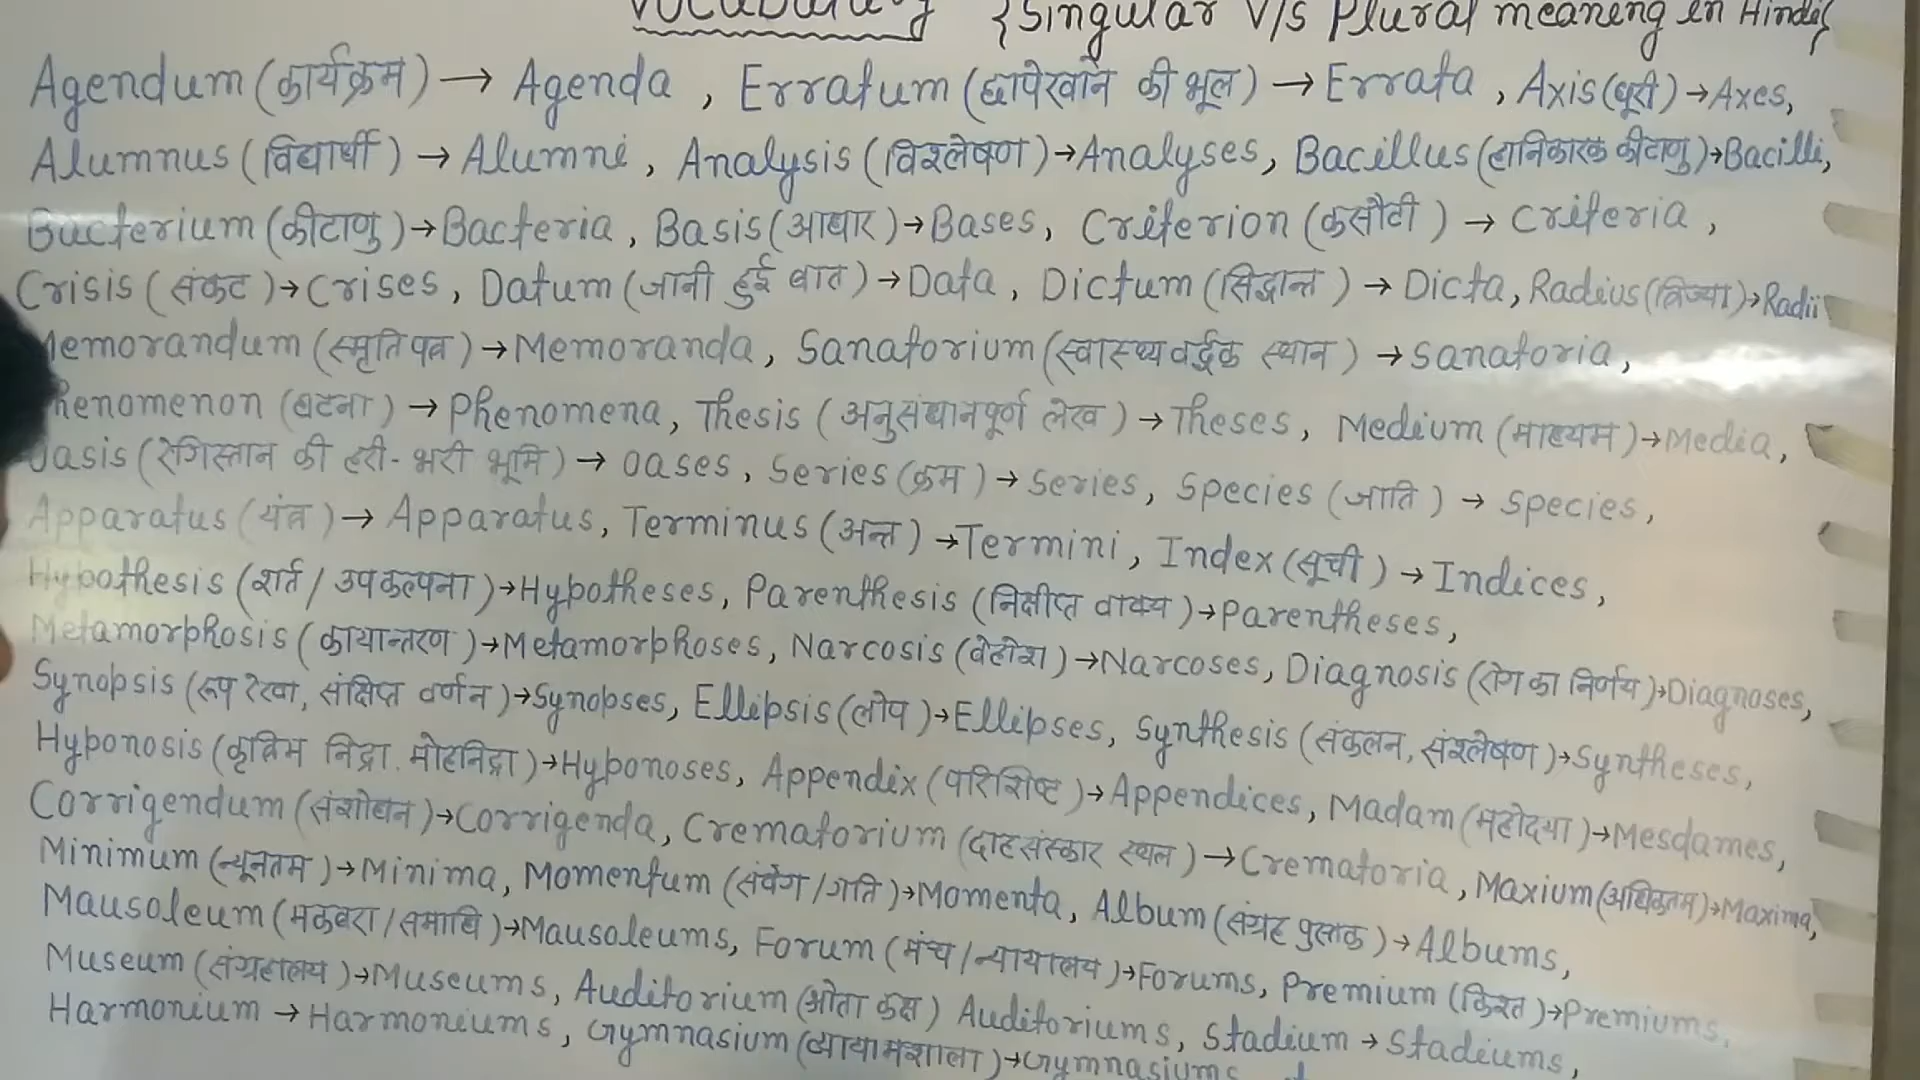 Vocabulary {Singular V/s Plural meaning in Hindi}
Agendum (कार्यक्रम) → Agenda , Erratum (छापेखाने की भूल) → Errata , Axis (धूरी) → Axes,
Alumnus (विद्यार्थी) → Alumni , Analysis (विश्लेषण) → Analyses, Bacillus (हानिकारक कीटाणु) → Bacilli,
Bacterium (कीटाणु) → Bacteria , Basis (आधार) → Bases, Criterion (कसौटी) → Criteria ,
Crisis (संकट) → Crises , Datum (जानी हुई बात) → Data , Dictum (सिद्धान्त) → Dicta, Radius (त्रिज्या) → Radii
Memorandum (स्मृति पत्र) → Memoranda , Sanatorium (स्वास्थ्य वर्द्धक स्थान) → Sanatoria,
Phenomenon (घटना) → Phenomena, Thesis (अनुसंधानपूर्ण लेख) → Theses, Medium (माध्यम) → Media,
Oasis (रेगिस्तान की हरी-भरी भूमि) → Oases, Series (क्रम) → Series, Species (जाति) → Species,
Apparatus (यंत्र) → Apparatus, Terminus (अन्त) → Termini, Index (सूची) → Indices,
Hypothesis (शर्त / उपकल्पना) → Hypotheses, Parenthesis (निक्षीप्त वाक्य) → Parentheses,
Metamorphosis (कायान्तरण) → Metamorphoses, Narcosis (बेहोश) → Narcoses, Diagnosis (रोग का निर्णय) → Diagnoses,
Synopsis (रूप रेखा, संक्षिप्त वर्णन) → Synopses, Ellipsis (लोप) → Ellipses, Synthesis (संकलन, संश्लेषण) → Syntheses,
Hyponosis (कृत्रिम निद्रा. मोहनिद्रा) → Hyponoses, Appendix (परिशिष्ट) → Appendices, Madam (महोदया) → Mesdames,
Corrigendum (संशोधन) → Corrigenda, Crematorium (दाह संस्कार स्थल) → Crematoria, Maxium (अधिकतम) → Maxima,
Minimum (न्यूनतम) → Minima, Momentum (संवेग / गति) → Momenta, Album (संग्रह पुस्तक) → Albums,
Mausoleum (मकबरा / समाधि) → Mausoleums, Forum (मंच / न्यायालय) → Forums, Premium (किश्त) → Premiums,
Museum (संग्रहालय) → Museums, Auditorium (श्रोता कक्ष) Auditoriums, Stadium → Stadiums,
Harmonium → Harmoniums, Gymnasium (व्यायामशाला) → Gymnasiums